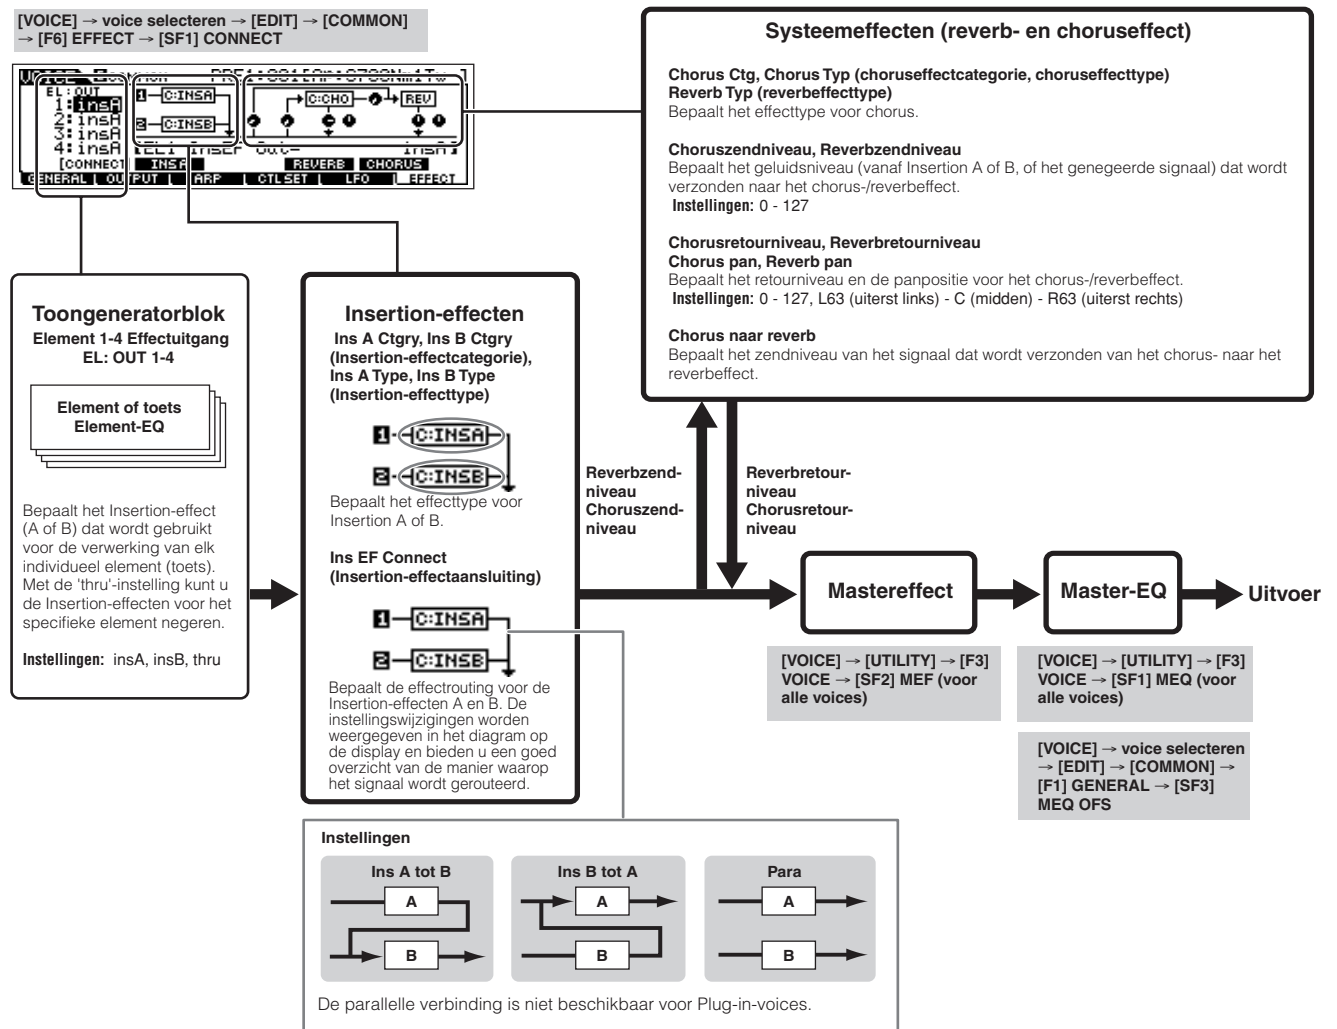 [VOICE] → voice selecteren → [EDIT] → [COMMON]
→ [F6] EFFECT → [SF1] CONNECT
EL:OUT
1:insA
2:insA
3:insA
4:insA
1 C:INSA
2 C:INSB
C:CHO
REV
[CONNECT
INS A
REVERB
CHORUS
GENERAL
OUTPUT
ARP
CTL SET
LFO
EFFECT
Systeemeffecten (reverb- en choruseffect)
Chorus Ctg, Chorus Typ (choruseffectcategorie, choruseffecttype)
Reverb Typ (reverbeffecttype)
Bepaalt het effecttype voor chorus.
Choruszendniveau, Reverbzendniveau
Bepaalt het geluidsniveau (vanaf Insertion A of B, of het genegeerde signaal) dat wordt
verzonden naar het chorus-/reverbeffect.
Instellingen: 0 - 127
Chorusretourniveau, Reverbretourniveau
Chorus pan, Reverb pan
Bepaalt het retourniveau en de panpositie voor het chorus-/reverbeffect.
Instellingen: 0 - 127, L63 (uiterst links) - C (midden) - R63 (uiterst rechts)
Chorus naar reverb
Bepaalt het zendniveau van het signaal dat wordt verzonden van het chorus- naar het
reverbeffect.
Toongeneratorblok
Element 1-4 Effectuitgang
EL: OUT 1-4
Element of toets
Element-EQ
Bepaalt het Insertion-effect
(A of B) dat wordt gebruikt
voor de verwerking van elk
individueel element (toets).
Met de 'thru'-instelling kunt u
de Insertion-effecten voor het
specifieke element negeren.
Instellingen: insA, insB, thru
Insertion-effecten
Ins A Ctgry, Ins B Ctgry
(Insertion-effectcategorie),
Ins A Type, Ins B Type
(Insertion-effecttype)
1 C:INSA
2 C:INSB
Bepaalt het effecttype voor
Insertion A of B.
Ins EF Connect
(Insertion-effectaansluiting)
1 C:INSA
2 C:INSB
Bepaalt de effectrouting voor de
Insertion-effecten A en B. De
instellingswijzigingen worden
weergegeven in het diagram op
de display en bieden u een goed
overzicht van de manier waarop
het signaal wordt gerouteerd.
Reverbzend-
niveau
Choruszend-
niveau
Reverbretour-
niveau
Chorusretour-
niveau
Mastereffect
Master-EQ
Uitvoer
[VOICE] → [UTILITY] → [F3]
VOICE → [SF2] MEF (voor
alle voices)
[VOICE] → [UTILITY] → [F3]
VOICE → [SF1] MEQ (voor
alle voices)
[VOICE] → voice selecteren
→ [EDIT] → [COMMON] →
[F1] GENERAL → [SF3]
MEQ OFS
Instellingen
Ins A tot B
A
B
Ins B tot A
A
B
Para
A
B
De parallelle verbinding is niet beschikbaar voor Plug-in-voices.